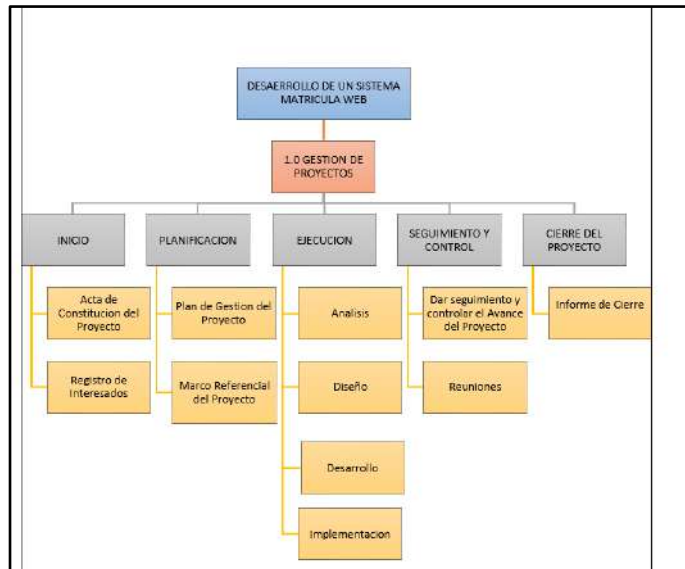 DESAERROLLO DE UN SISTEMA
MATRICULA WEB
1.0 GESTION DE
PROYECTOS
INICIO
PLANIFICACION
EJECUCION
SEGUIMIENTO Y
CONTROL
CIERRE DEL
PROYECTO
Acta de
Constitucion del
Proyecto
Plan de Gestion del
Proyecto
Analisis
Dar seguimiento y
controlar el Avance
del Proyecto
Informe de Cierre
Registro de
Interesados
Marco Referencial
del Proyecto
Diseño
Reuniones
Desarrollo
Implementacion